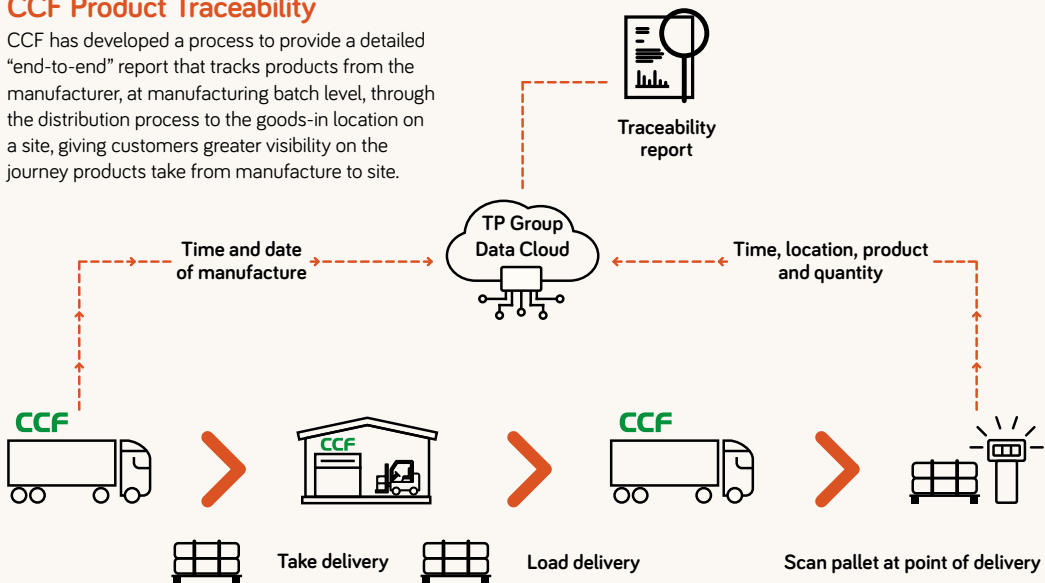 CCF Product Traceability
CCF has developed a process to provide a detailed
“end-to-end” report that tracks products from the
manufacturer, at manufacturing batch level, through
the distribution process to the goods-in location on
a site, giving customers greater visibility on the
journey products take from manufacture to site.
Traceability
report
TP Group
Data Cloud
Time and date
of manufacture
Time, location, product
and quantity
CCF
CCF
CCF
Take delivery
Load delivery
Scan pallet at point of delivery